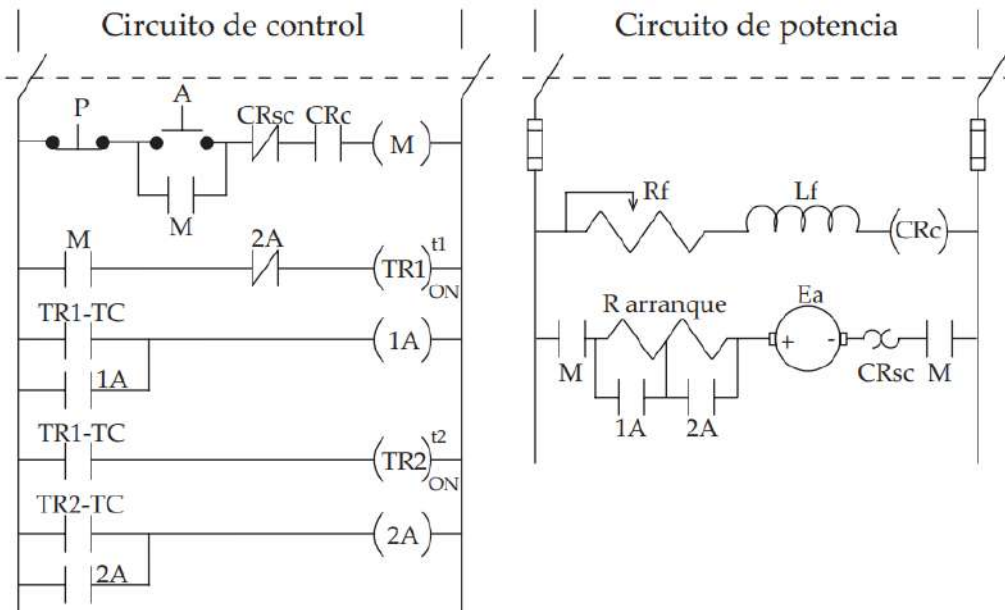 Circuito de control
P
A
CRsc
CRc
M
M
M
2A
TR1
t1
ON
TR1-TC
1A
1A
TR1-TC
TR2
t2
ON
TR2-TC
2A
2A
Circuito de potencia
Rf
Lf
CRc
R arranque
Ea
+
-
M
CRsc
M
1A
2A